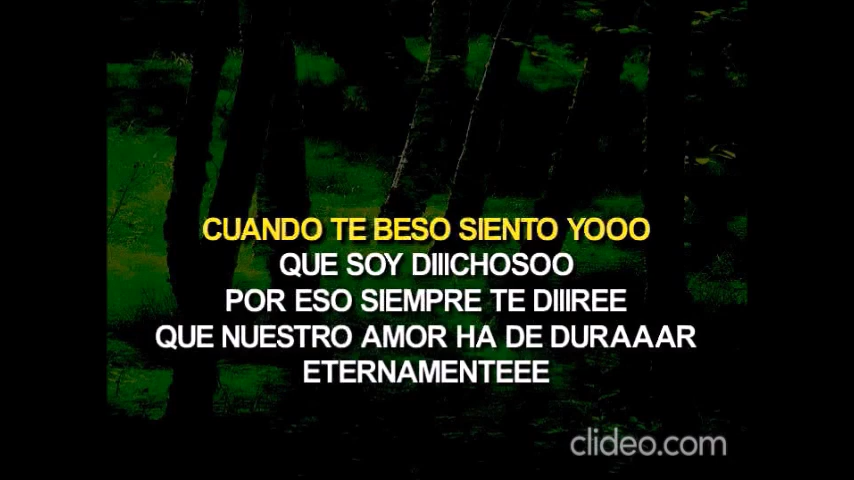 CUANDO TE BESO SIENTO YOOO
QUE SOY DIIICHOSOO
POR ESO SIEMPRE TE DIIIREE
QUE NUESTRO AMOR HA DE DURAAAR
ETERNAMENTEEE
clideo.com